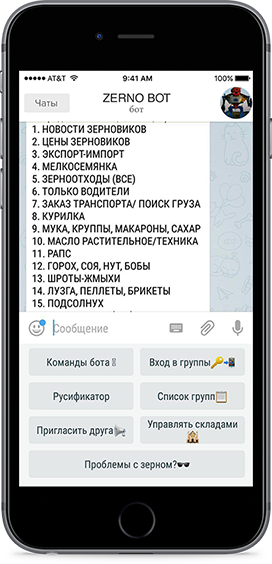 AT&T 9:41 AM 100%
Чаты
ZERNO BOT
бот
1. НОВОСТИ ЗЕРНОВИКОВ
2. ЦЕНЫ ЗЕРНОВИКОВ
3. ЭКСПОРТ-ИМПОРТ
4. МЕЛКОСЕМЯНКА
5. ЗЕРНООТХОДЫ (ВСЕ)
6. ТОЛЬКО ВОДИТЕЛИ
7. ЗАКАЗ ТРАНСПОРТА/ ПОИСК ГРУЗА
8. КУРИЛКА
9. МУКА, КРУППЫ, МАКАРОНЫ, САХАР
10. МАСЛО РАСТИТЕЛЬНОЕ/ТЕХНИКА
11. РАПС
12. ГОРОХ, СОЯ, НУТ, БОБЫ
13. ШРОТЫ-ЖМЫХИ
14. ЛУЗГА, ПЕЛЛЕТЫ, БРИКЕТЫ
15. ПОДСОЛНУХ
Сообщение
Команды бота
Вход в группы🔑📲
Русификатор
Список групп📋
Пригласить друга📨
Управлять складами🏰
Проблемы с зерном?🕶